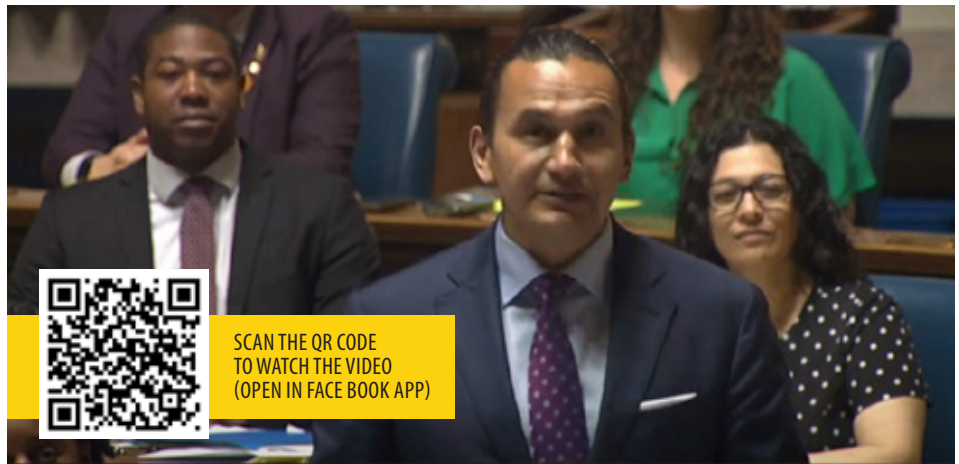 SCAN THE QR CODE
TO WATCH THE VIDEO
(OPEN IN FACE BOOK APP)